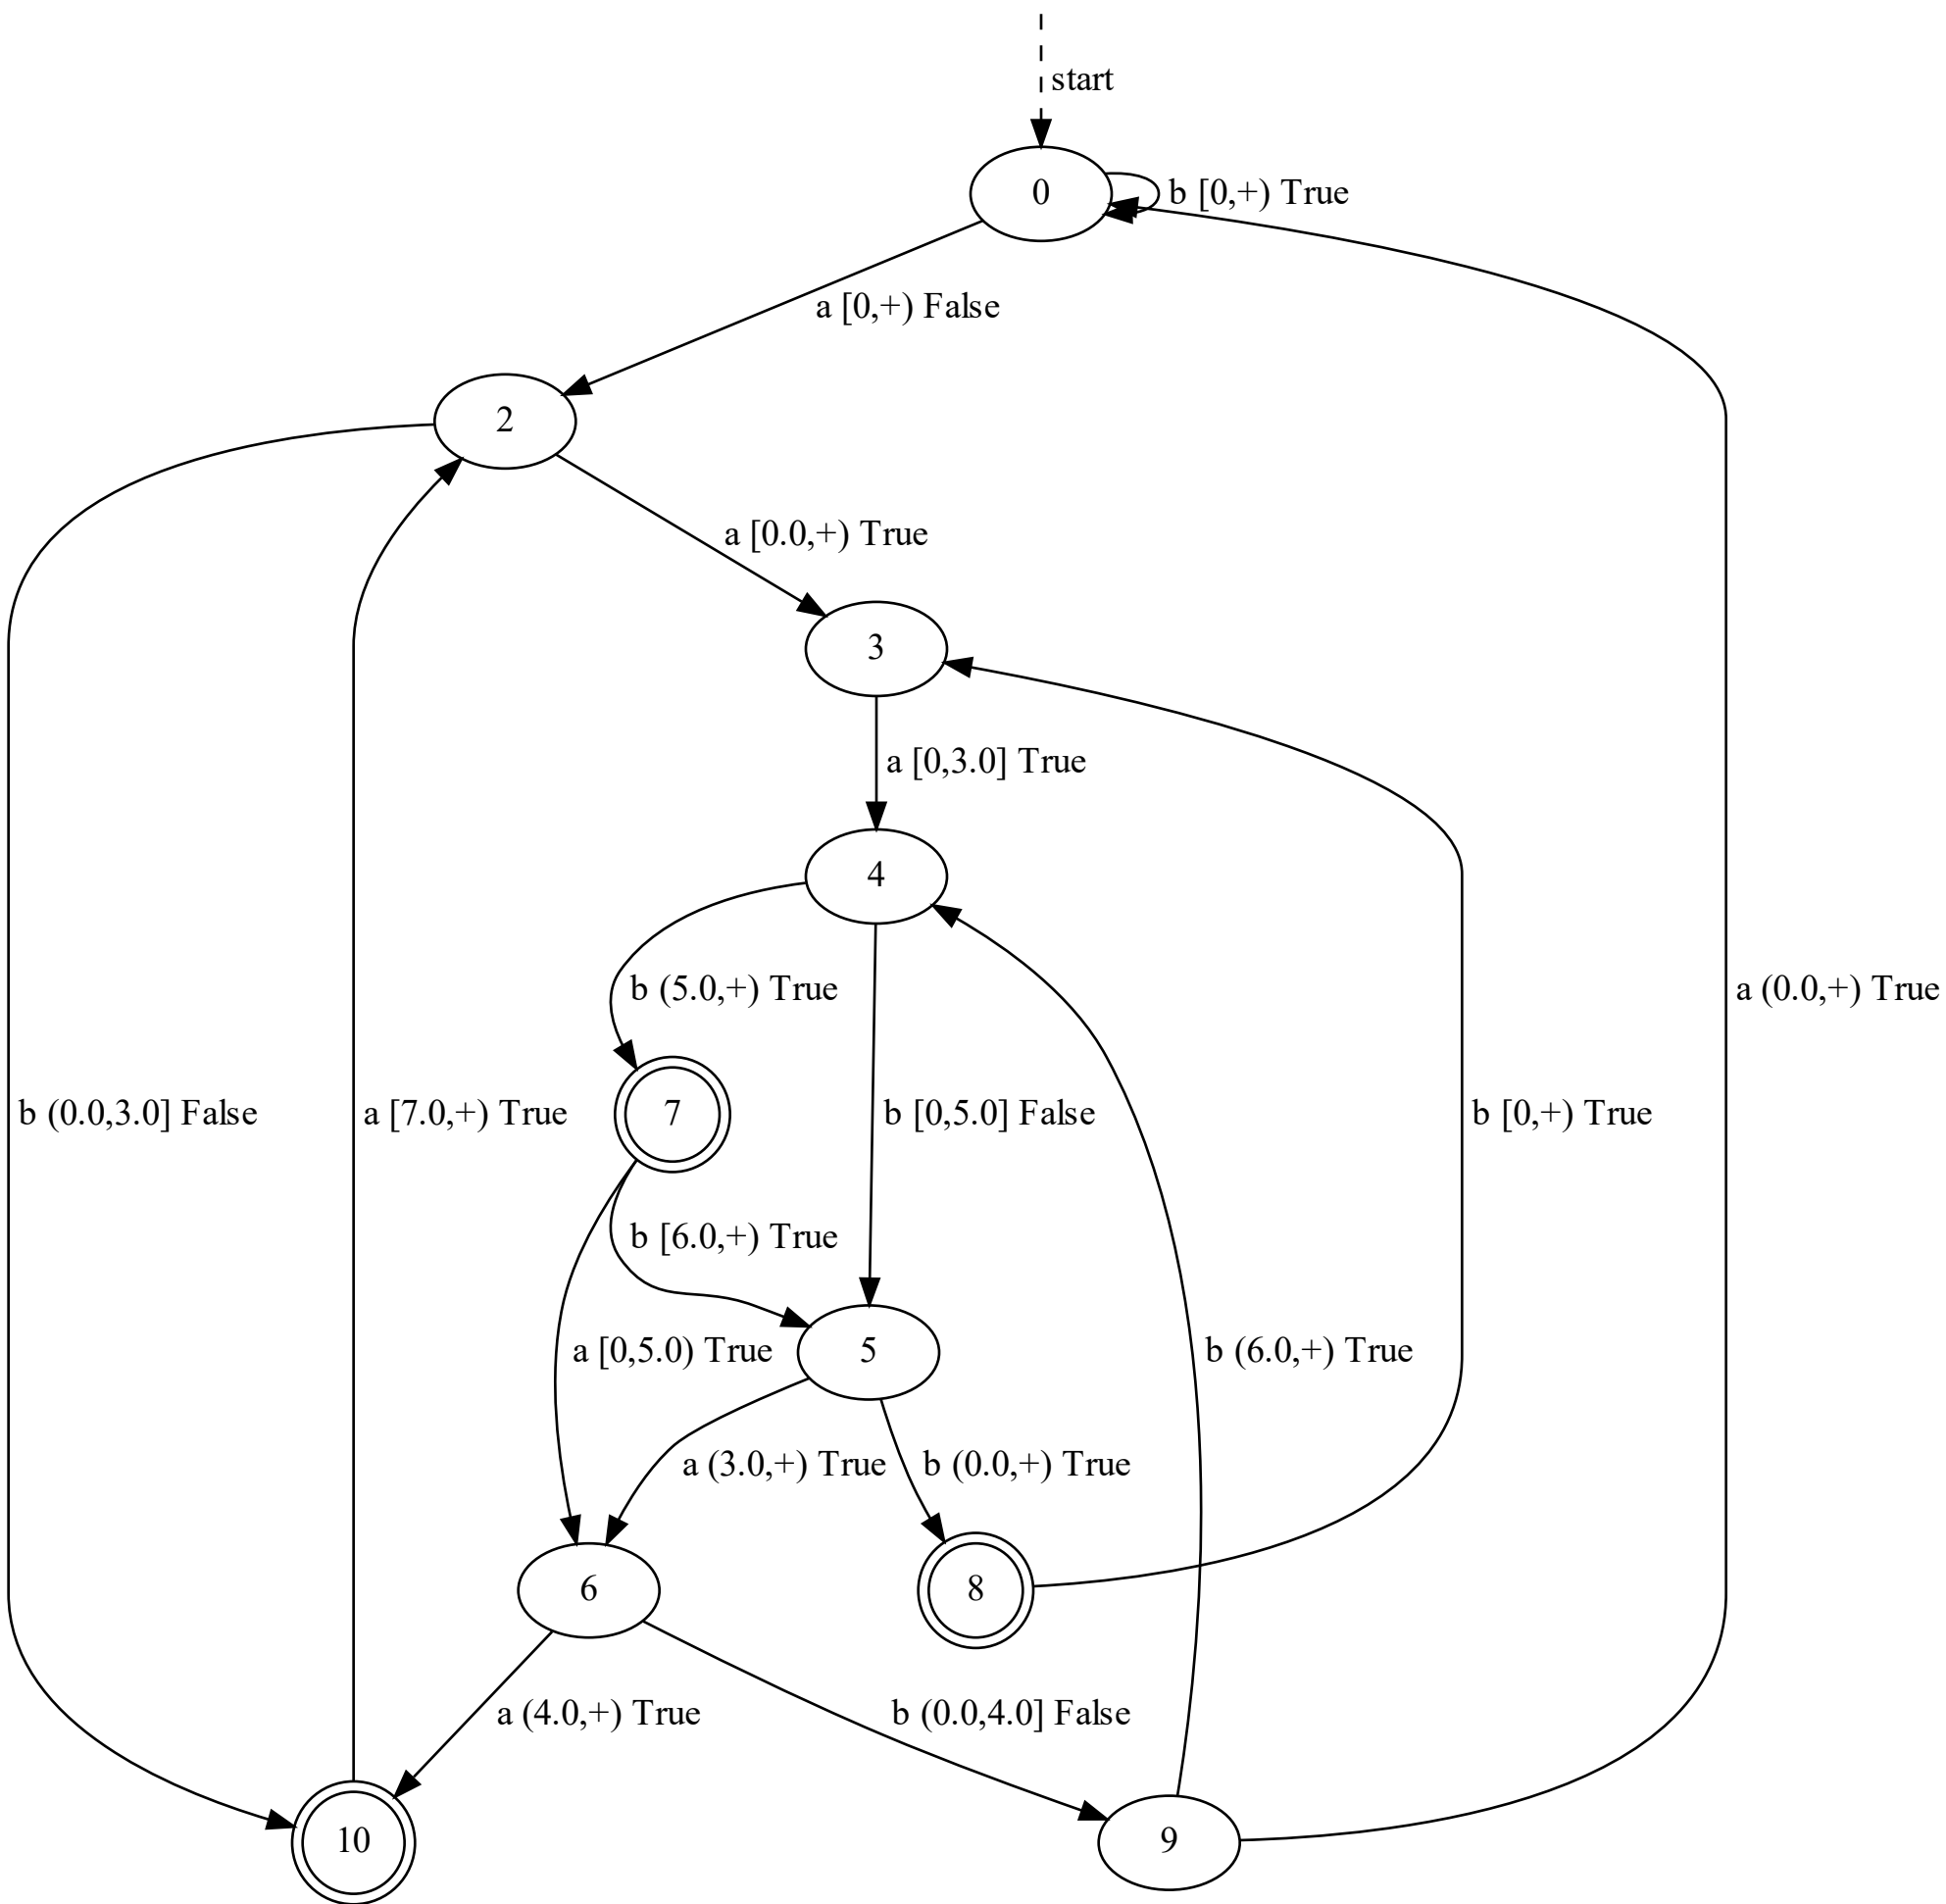 start
0
b [0,+) True
a [0,+) False
2
a [0.0,+) True
3
a [0,3.0] True
4
b (5.0,+) True
a (0.0,+) True
b (0.0,3.0] False
a [7.0,+) True
7
b [0,5.0] False
b [0,+) True
b [6.0,+) True
a [0,5.0) True
5
b (6.0,+) True
a (3.0,+) True
b (0.0,+) True
6
8
a (4.0,+) True
b (0.0,4.0] False
10
9